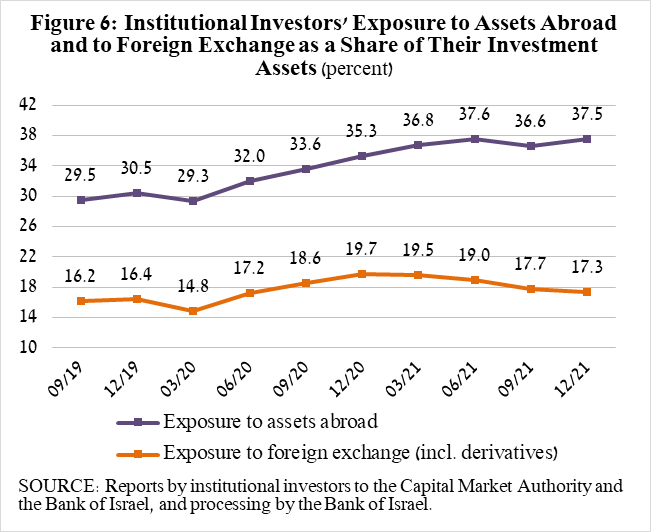 Figure 6: Institutional Investors' Exposure to Assets Abroad
and to Foreign Exchange as a Share of Their Investment
Assets (percent)
42
38
34
30
26
22
18
14
10
29.5 30.5 29.3 32.0 33.6 35.3 36.8 37.6 36.6 37.5
16.2 16.4 14.8 17.2 18.6 19.7 19.5 19.0 17.7 17.3
09/19 12/19 03/20 06/20 09/20 12/20 03/21 06/21 09/21 12/21
Exposure to assets abroad
Exposure to foreign exchange (incl. derivatives)
SOURCE: Reports by institutional investors to the Capital Market Authority and
the Bank of Israel, and processing by the Bank of Israel.